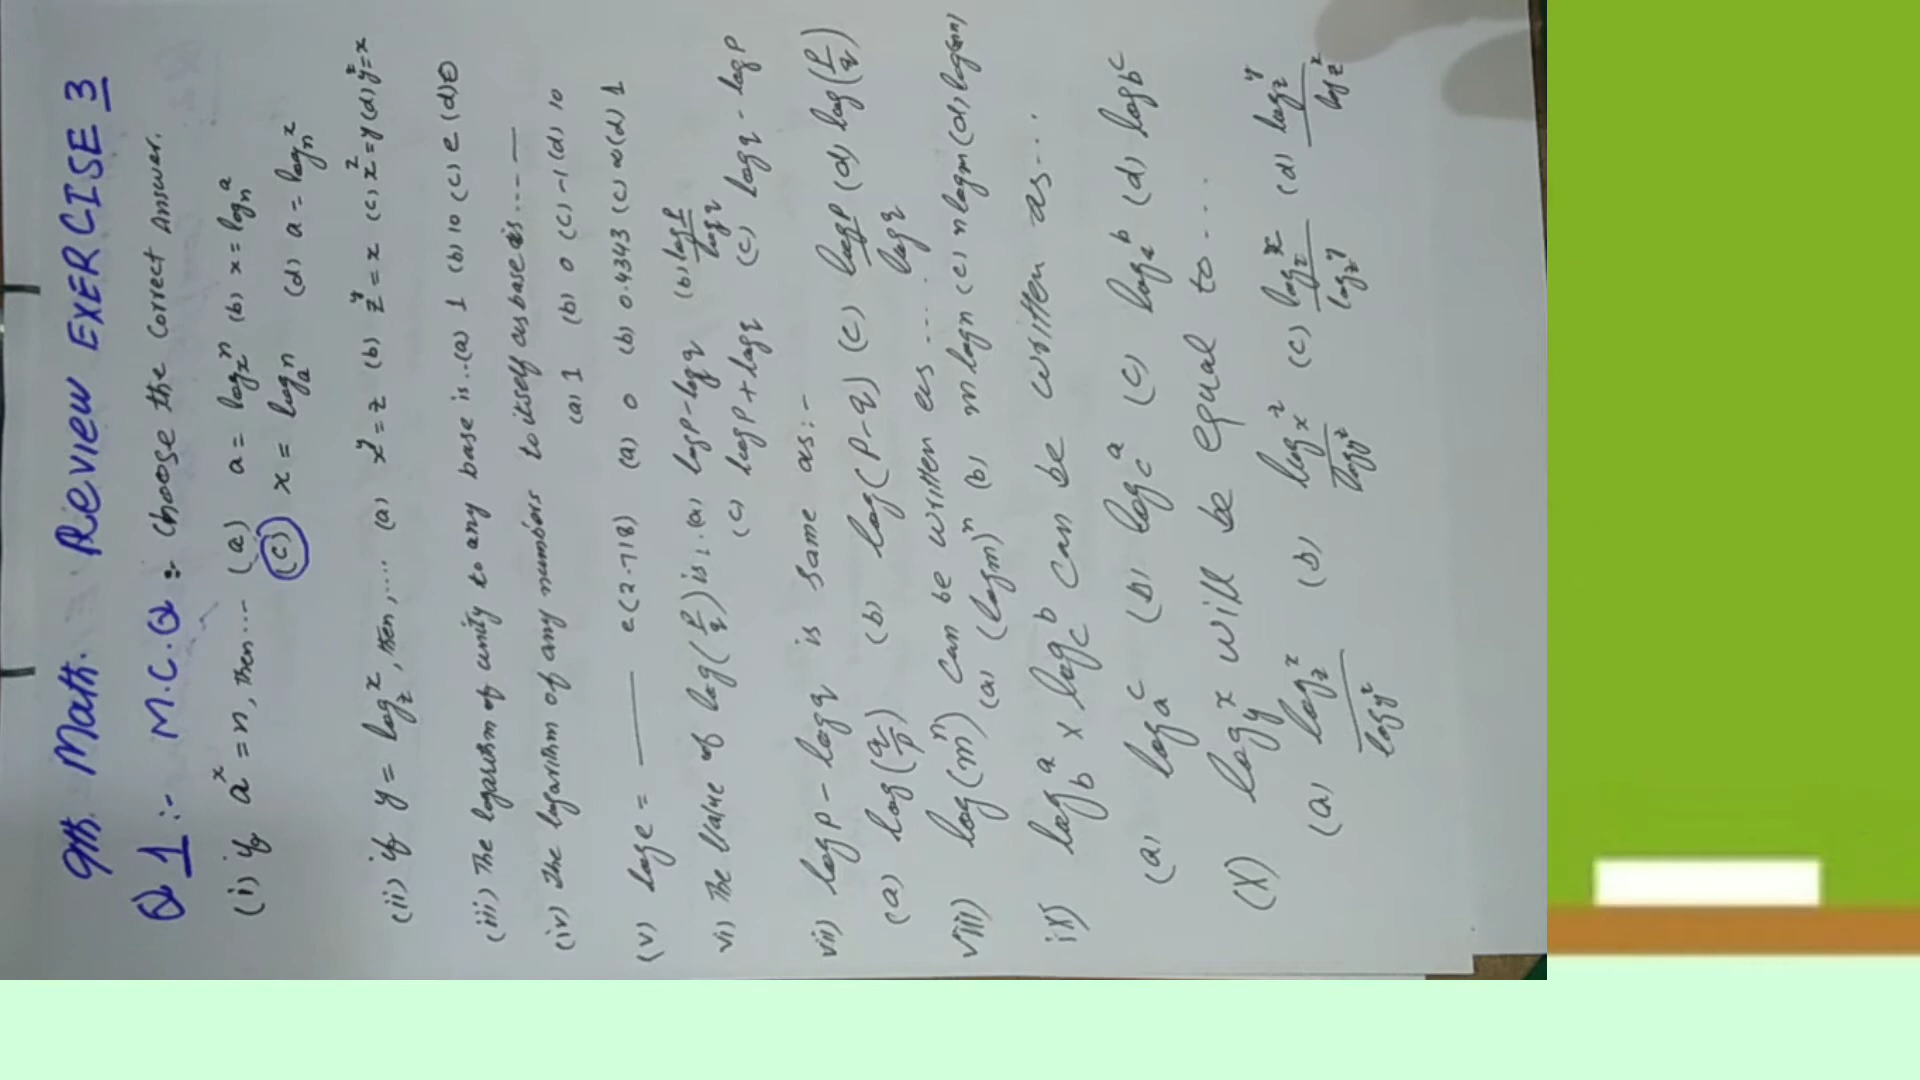 9th. Math. Review EXERCISE 3
Q 1:- M.C.Q : Choose the Correct Answer.
(i) if a^x = n, then... (a) a = log_x^n (b) x = log_n^a
(c) x = log_a^n (d) a = log_n^x
(ii) if y = log_z^x, then,.... (a) x^y = z (b) z^y = x (c) x^z = y (d) y^z = x
(iii) The logarithm of unity to any base is..(a) 1 (b) 10 (c) e (d) 0
(iv) The logarithm of any numbers to itself as base is.....
(a) 1 (b) 0 (c) -1 (d) 10
(v) log e = ____ e(2.718) (a) 0 (b) 0.4343 (c) ∞ (d) 1
vi) The Value of log(p/q) is.. (a) log p - log q (b) log p / log q
(c) log p + log q (c) log q - log p
vii) log p - log q is same as:-
(a) log(q/p) (b) log(p-q) (c) log p / log q (d) log(p/q)
viii) log(m^n) can be written as ....
(a) (log m)^n (b) m log n (c) n log m (d) log(mn)
ix) log_b^a x log_c^b can be written as...
(a) log_a^c (b) log_c^a (c) log_a^b (d) log_b^c
(X) log_y^x will be equal to...
(a) log_z^x / log_y^z (b) log_x^z / log_y^z (c) log_z^x / log_z^y (d) log_z^y / log_z^x